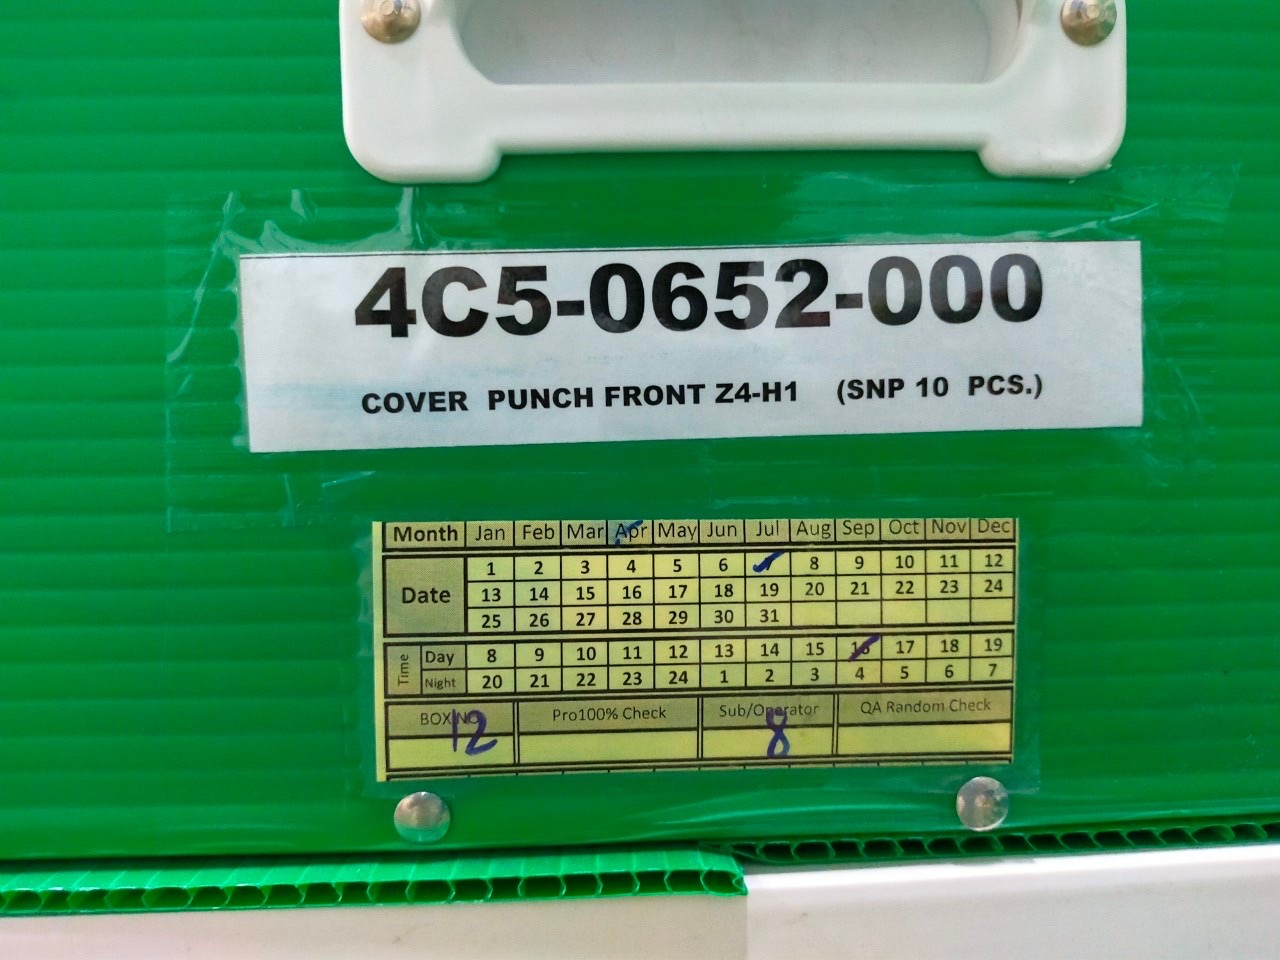 4C5-0652-000
COVER PUNCH FRONT Z4-H1 (SNP 10 PCS.)
Month Jan Feb Mar Apr May Jun Jul Aug Sep Oct Nov Dec
Date
1 2 3 4 5 6 8 9 10 11 12
13 14 15 16 17 18 19 20 21 22 23 24
25 26 27 28 29 30 31
Time
Day 8 9 10 11 12 13 14 15 16 17 18 19
Night 20 21 22 23 24 1 2 3 4 5 6 7
BOX NO Pro100% Check Sub/Operator QA Random Check
12 8